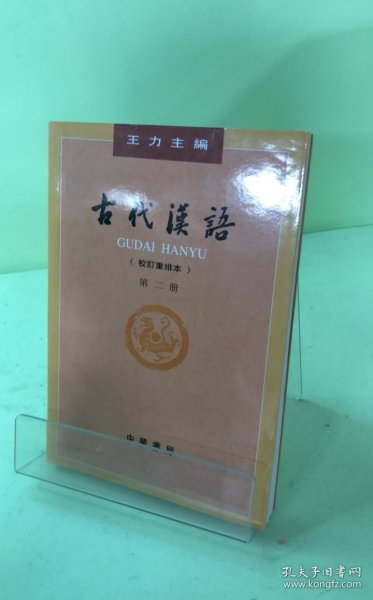 王力主編
古代漢語
GUDAI HANYU
（校訂重排本）
第二册
中華書局
孔夫子旧书网
www.kongfz.com